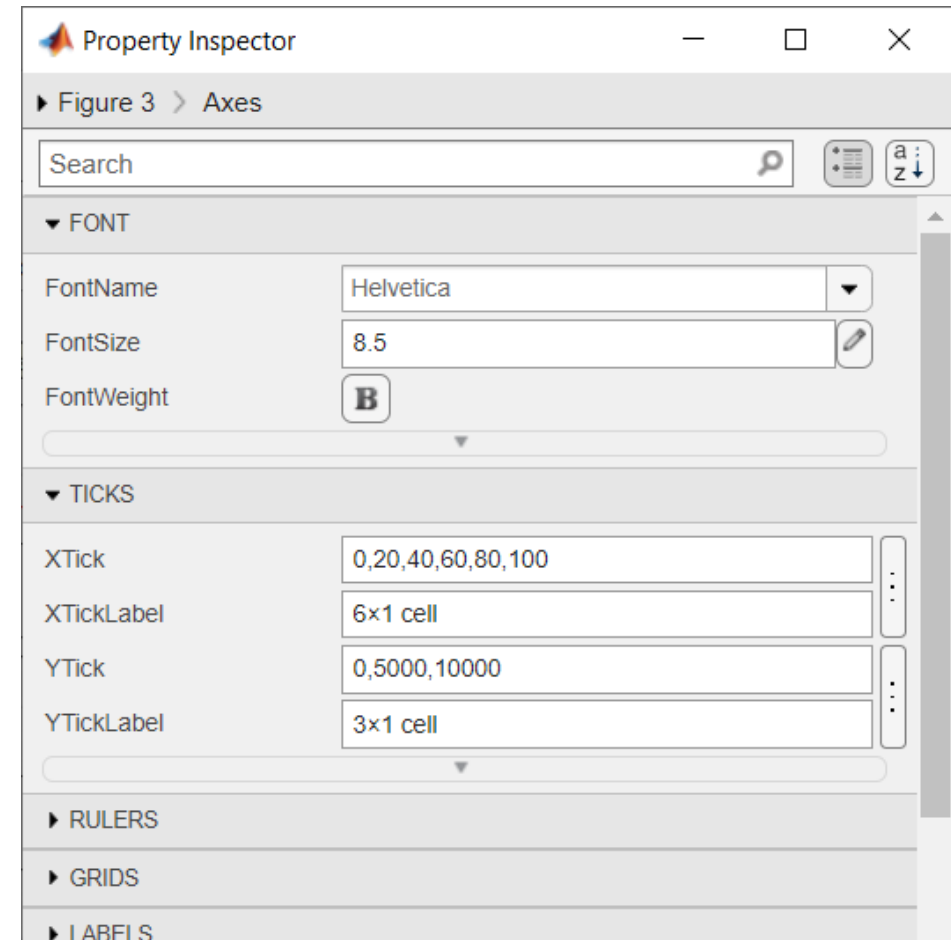 Property Inspector
Figure 3 > Axes
Search
a
z
FONT
FontName Helvetica
FontSize 8.5
FontWeight B
TICKS
XTick 0,20,40,60,80,100
XTickLabel 6×1 cell
YTick 0,5000,10000
YTickLabel 3×1 cell
RULERS
GRIDS
LABELS